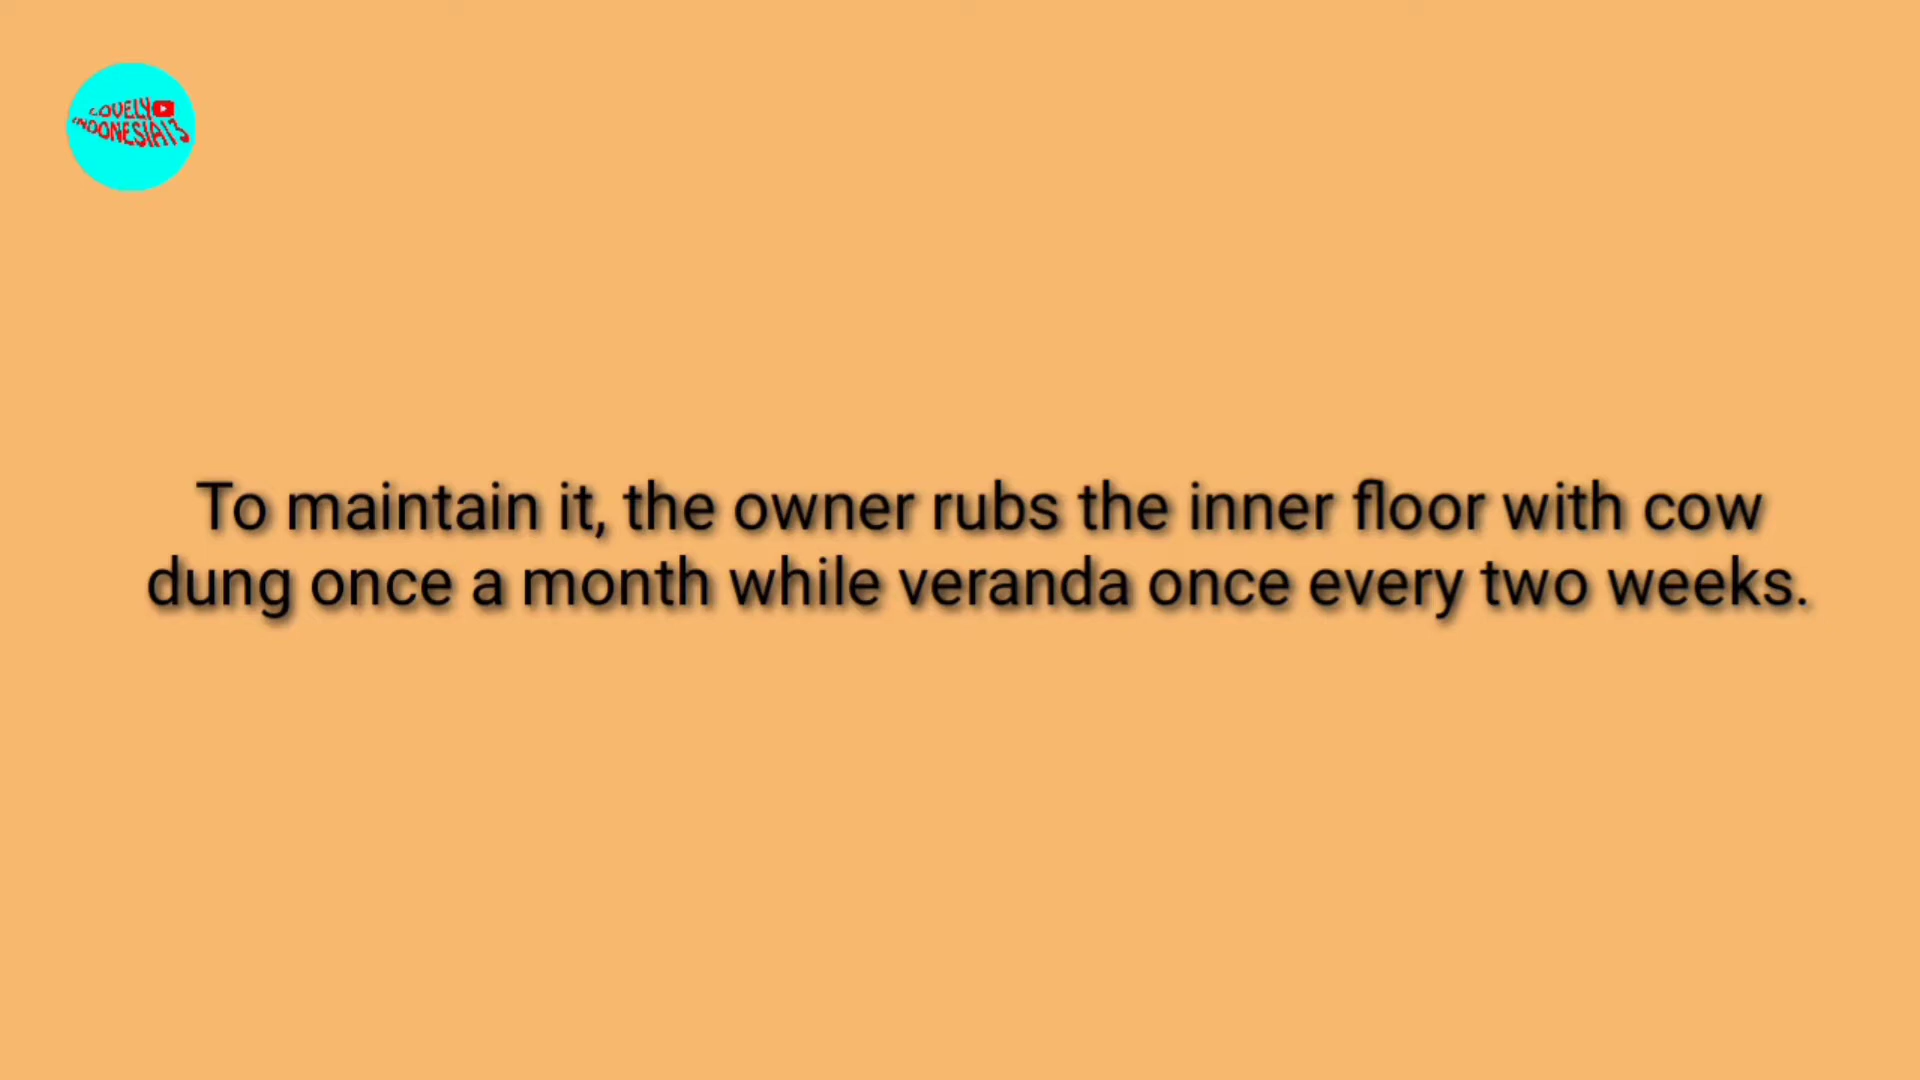 LOVELY
INDONESIA13
To maintain it, the owner rubs the inner floor with cow
dung once a month while veranda once every two weeks.